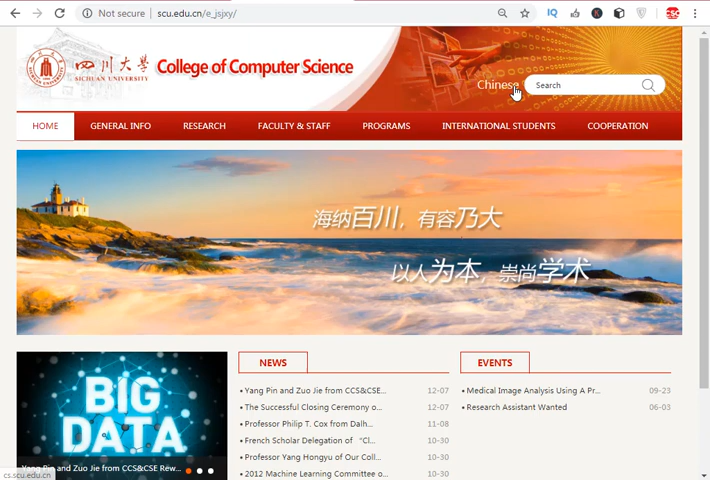 Not secure | scu.edu.cn/e_jsjxy/
四川大学
SICHUAN UNIVERSITY
College of Computer Science
Chinese
Search
HOME
GENERAL INFO
RESEARCH
FACULTY & STAFF
PROGRAMS
INTERNATIONAL STUDENTS
COOPERATION
海纳百川，有容乃大
以人为本，崇尚学术
BIG
DATA
Yang Pin and Zuo Jie from CCS&CSE Rew...
NEWS
• Yang Pin and Zuo Jie from CCS&CSE... 12-07
• The Successful Closing Ceremony o... 12-07
• Professor Philip T. Cox from Dalh... 11-08
• French Scholar Delegation of “Cl... 10-30
• Professor Yang Hongyu of Our Coll... 10-30
• 2012 Machine Learning Committee o... 10-30
EVENTS
• Medical Image Analysis Using A Pr... 09-23
• Research Assistant Wanted 06-03
cs.scu.edu.cn